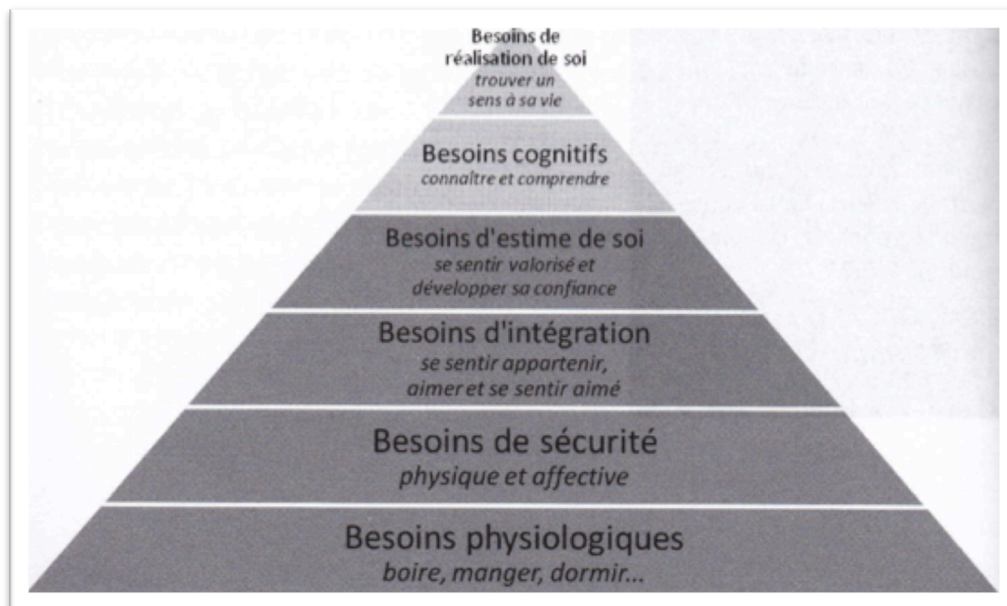 Besoins de
réalisation de soi
trouver un
sens à sa vie
Besoins cognitifs
connaître et comprendre
Besoins d'estime de soi
se sentir valorisé et
développer sa confiance
Besoins d'intégration
se sentir appartenir,
aimer et se sentir aimé
Besoins de sécurité
physique et affective
Besoins physiologiques
boire, manger, dormir...